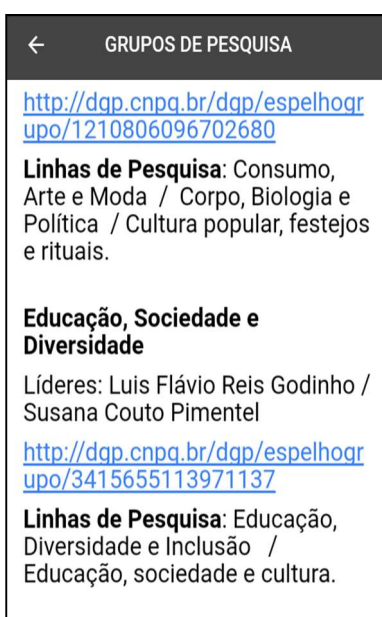 ← GRUPOS DE PESQUISA
http://dgp.cnpq.br/dgp/espelhogr
upo/1210806096702680
Linhas de Pesquisa: Consumo,
Arte e Moda / Corpo, Biologia e
Política / Cultura popular, festejos
e rituais.
Educação, Sociedade e
Diversidade
Líderes: Luis Flávio Reis Godinho /
Susana Couto Pimentel
http://dgp.cnpq.br/dgp/espelhogr
upo/3415655113971137
Linhas de Pesquisa: Educação,
Diversidade e Inclusão /
Educação, sociedade e cultura.